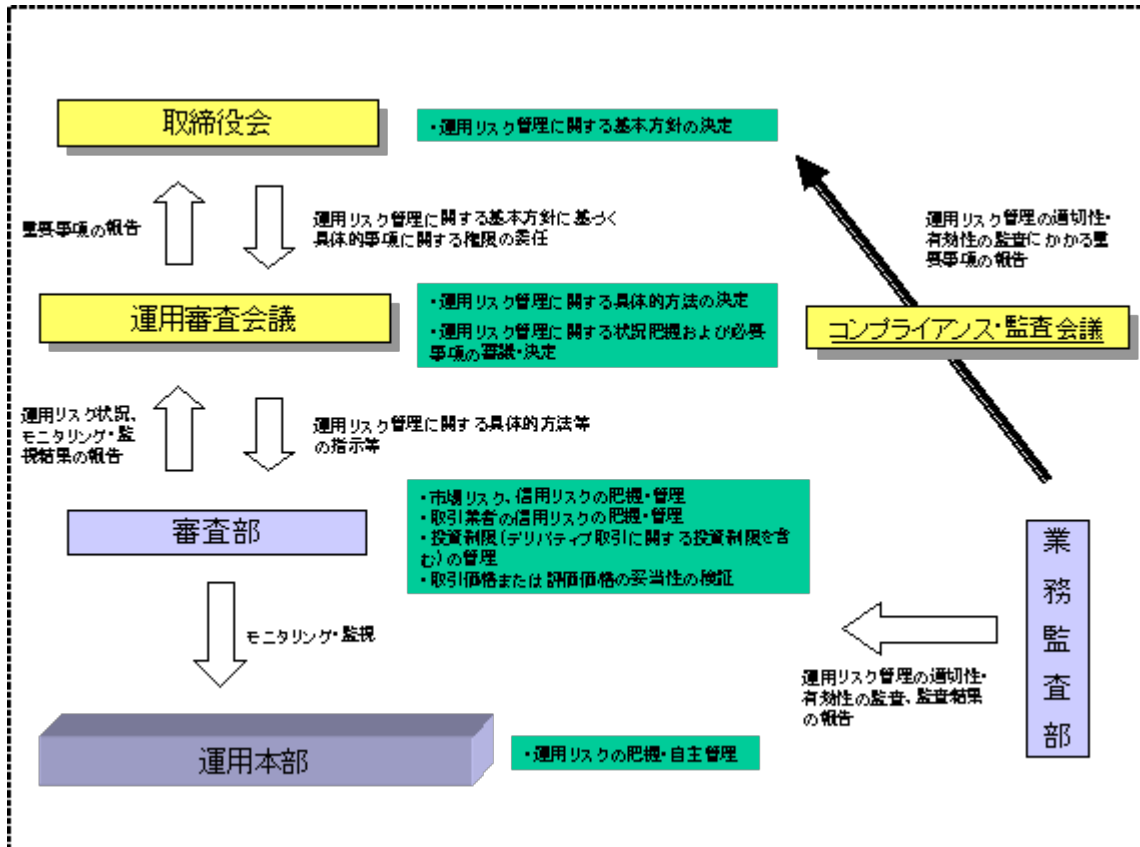 取締役会
・運用リスク管理に関する基本方針の決定
重要事項の報告
運用リスク管理に関する基本方針に基づく
具体的事項に関する権限の委任
運用リスク管理の適切性・
有効性の監査にかかる重
要事項の報告
運用審査会議
・運用リスク管理に関する具体的方法の決定
・運用リスク管理に関する状況把握および必要
事項の審議・決定
コンプライアンス・監査会議
運用リスク状況、
モニタリング・監
視結果の報告
運用リスク管理に関する具体的方法等
の指示等
審査部
・市場リスク、信用リスクの把握・管理
・取引業者の信用リスクの把握・管理
・投資制限(デリバティブ取引に関する投資制限を含
む)の管理
・取引価格または評価価格の妥当性の検証
業務監査部
モニタリング・監視
運用リスク管理の適切性・
有効性の監査、監査結果
の報告
運用本部
・運用リスクの把握・自主管理